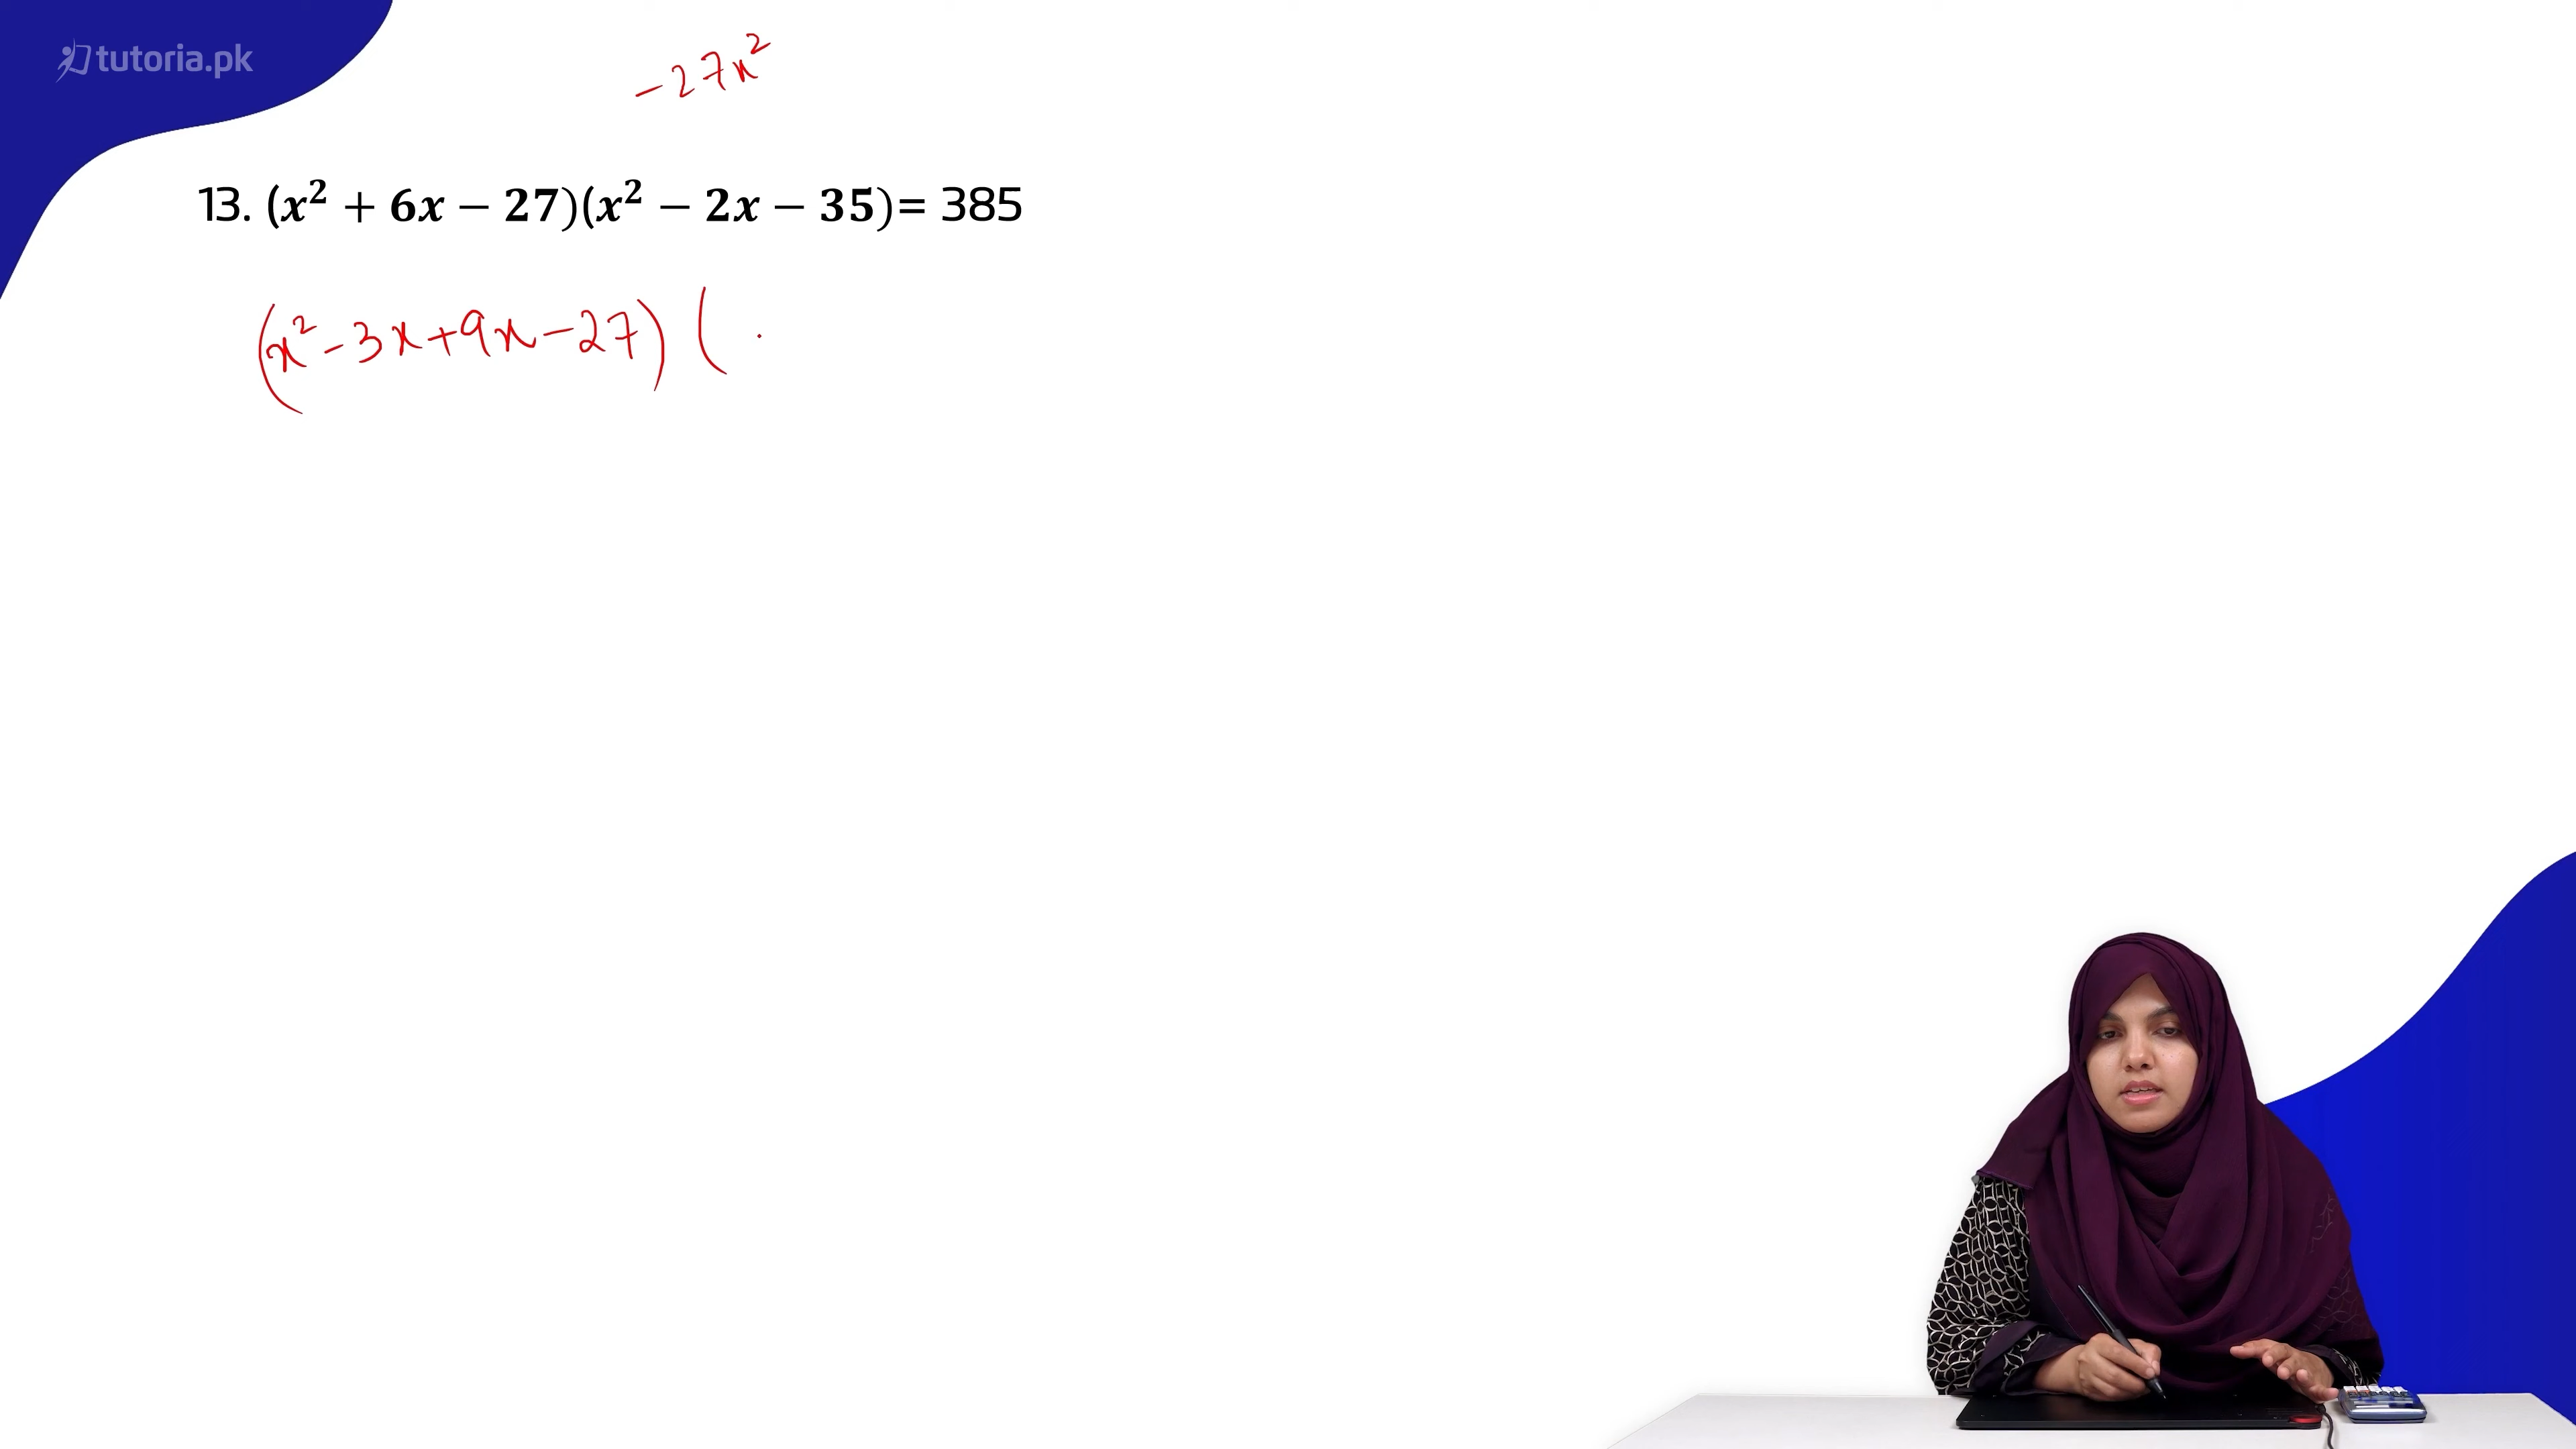 tutoria.pk
-27x²
13. (x² + 6x − 27)(x² − 2x − 35)= 385
(x²-3x+9x-27) (